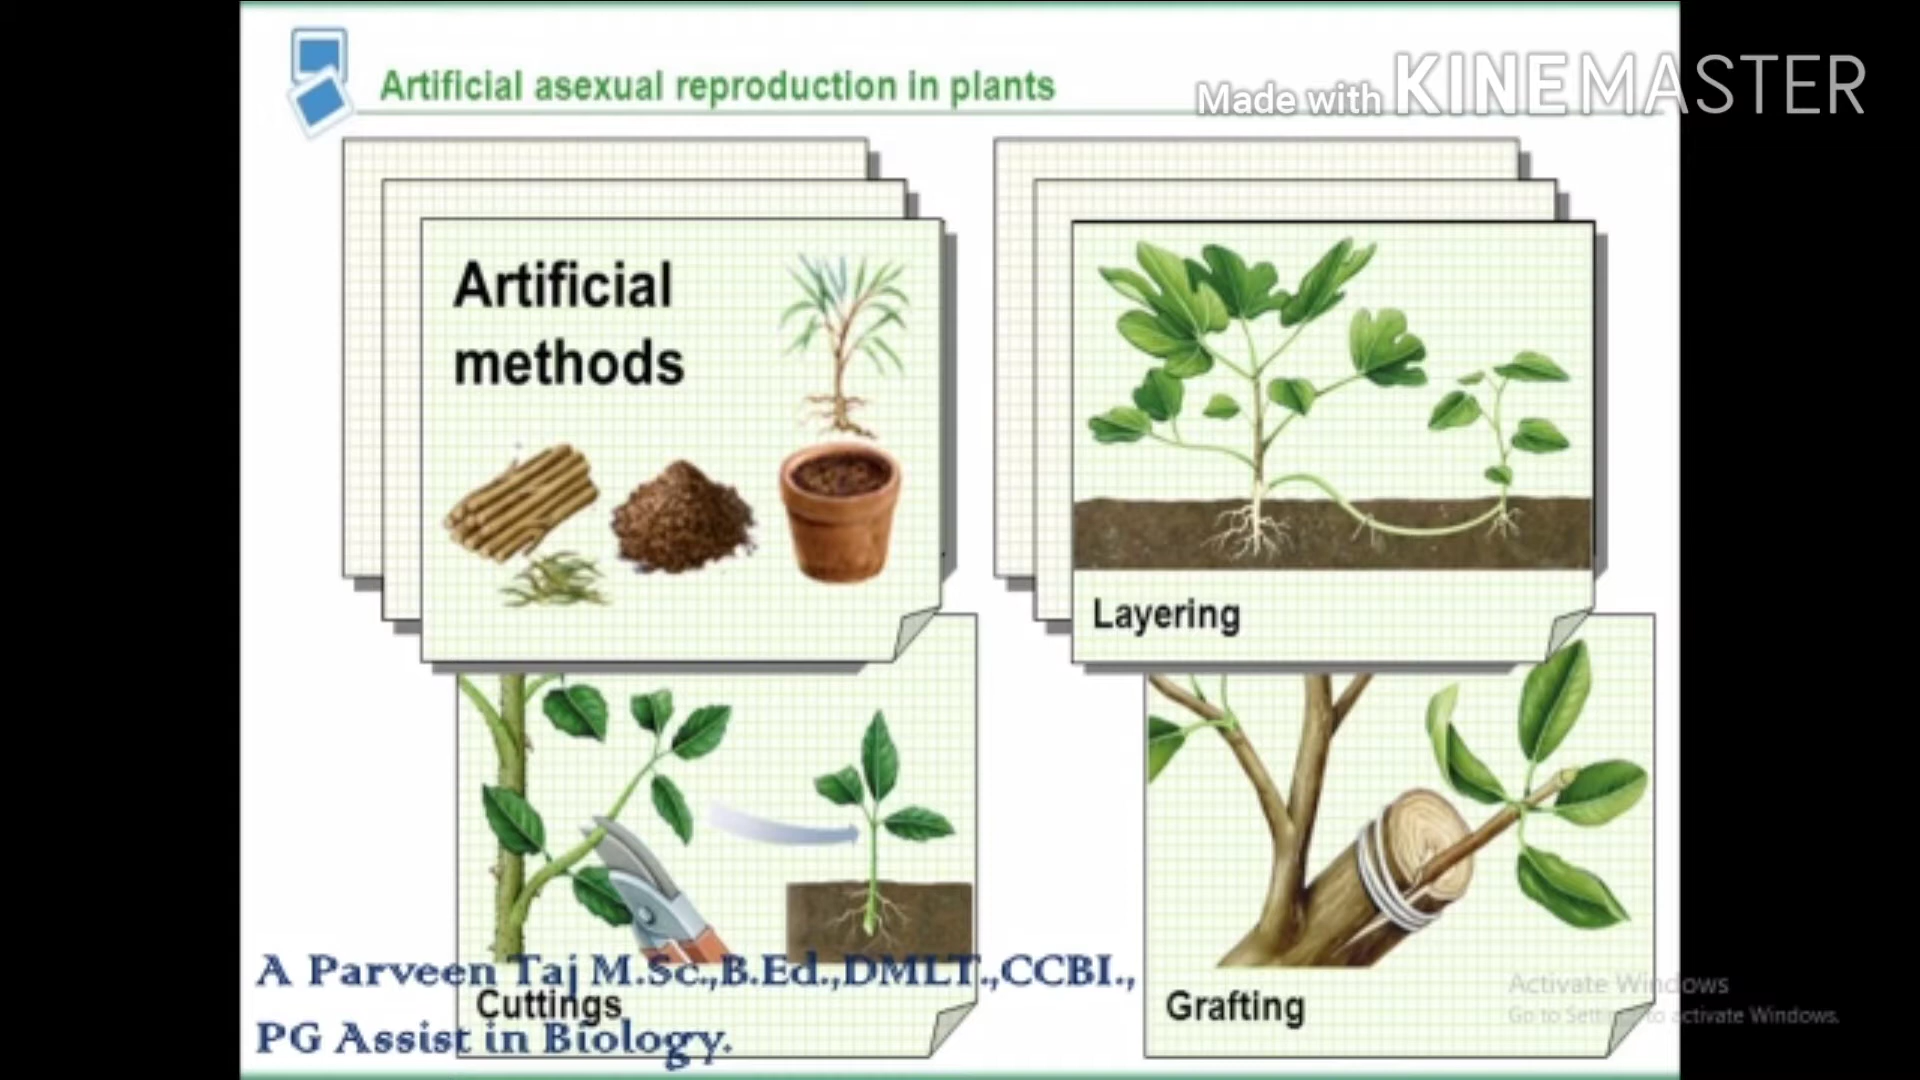 Artificial asexual reproduction in plants
Made with KINEMASTER
Artificial
methods
Layering
A Parveen Taj M.Sc.,B.Ed.,DMLT.,CCBI.,
Cuttings
PG Assist in Biology.
Grafting
Activate Windows
Go to Settings to activate Windows.